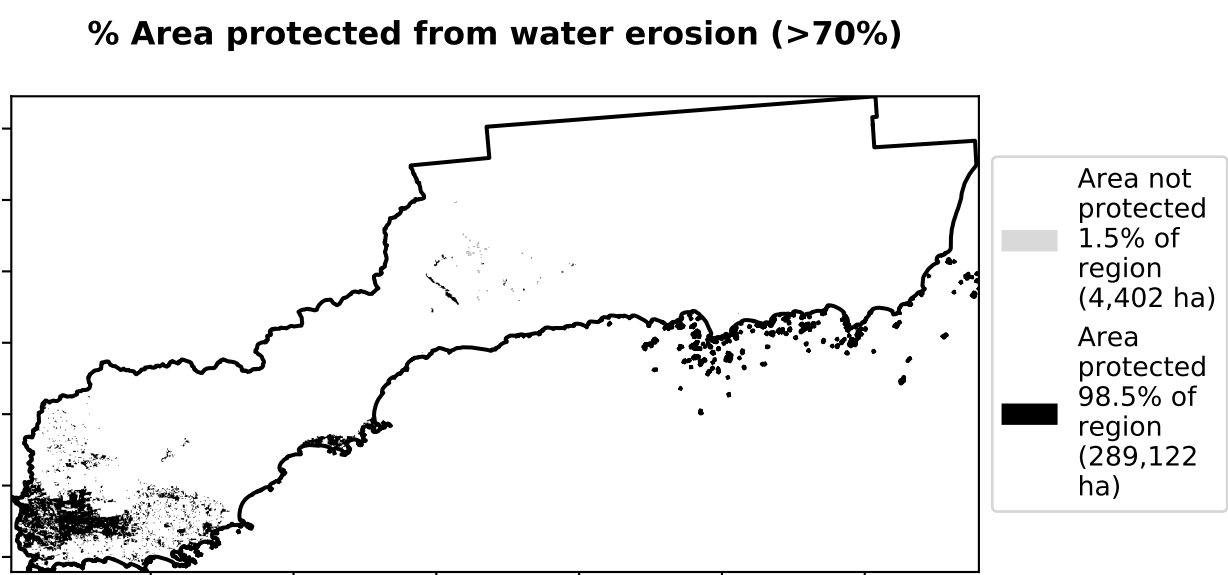 % Area protected from water erosion (>70%)
Area not
protected
1.5% of
region
(4,402 ha)
Area
protected
98.5% of
region
(289,122
ha)